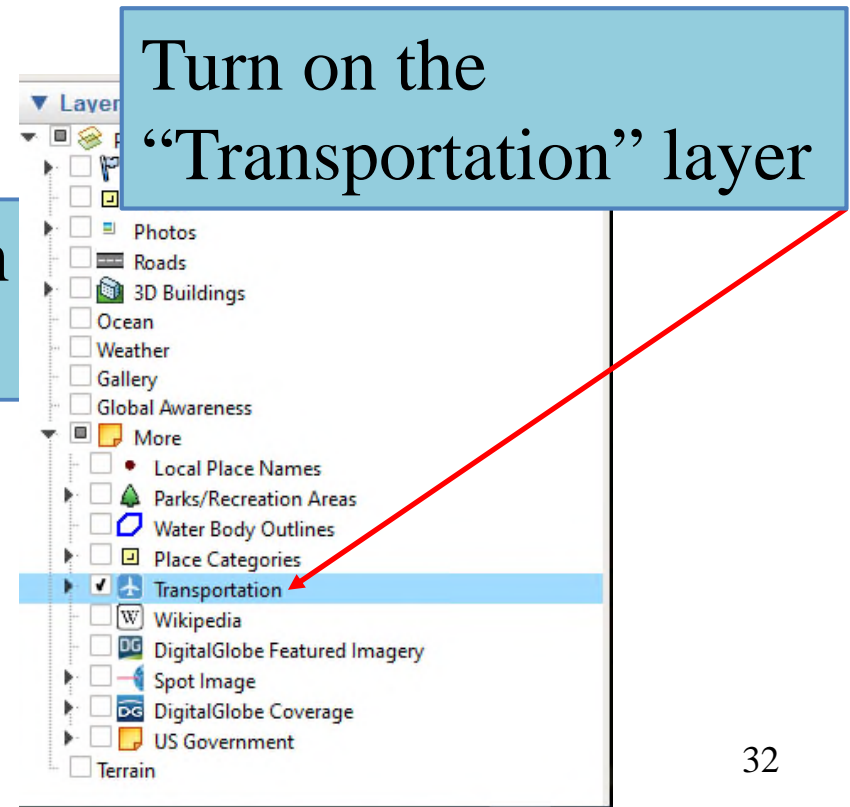 Turn on the
“Transportation” layer
Layer
Photos
Roads
3D Buildings
Ocean
Weather
Gallery
Global Awareness
More
Local Place Names
Parks/Recreation Areas
Water Body Outlines
Place Categories
Transportation
W Wikipedia
DG DigitalGlobe Featured Imagery
Spot Image
DG DigitalGlobe Coverage
US Government
Terrain
32